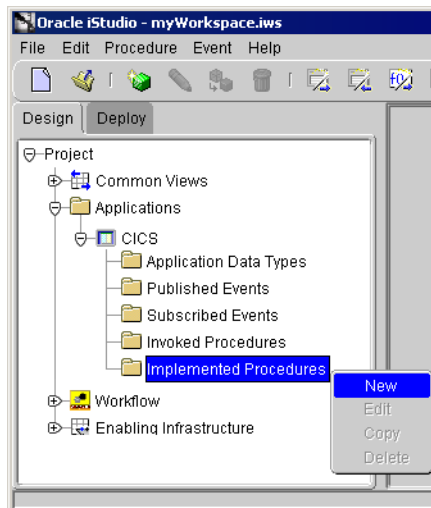 Oracle iStudio - myWorkspace.iws
File Edit Procedure Event Help
f()
Design Deploy
Project
Common Views
Applications
CICS
Application Data Types
Published Events
Subscribed Events
Invoked Procedures
Implemented Procedures
New
Workflow
Edit
Enabling Infrastructure
Copy
Delete